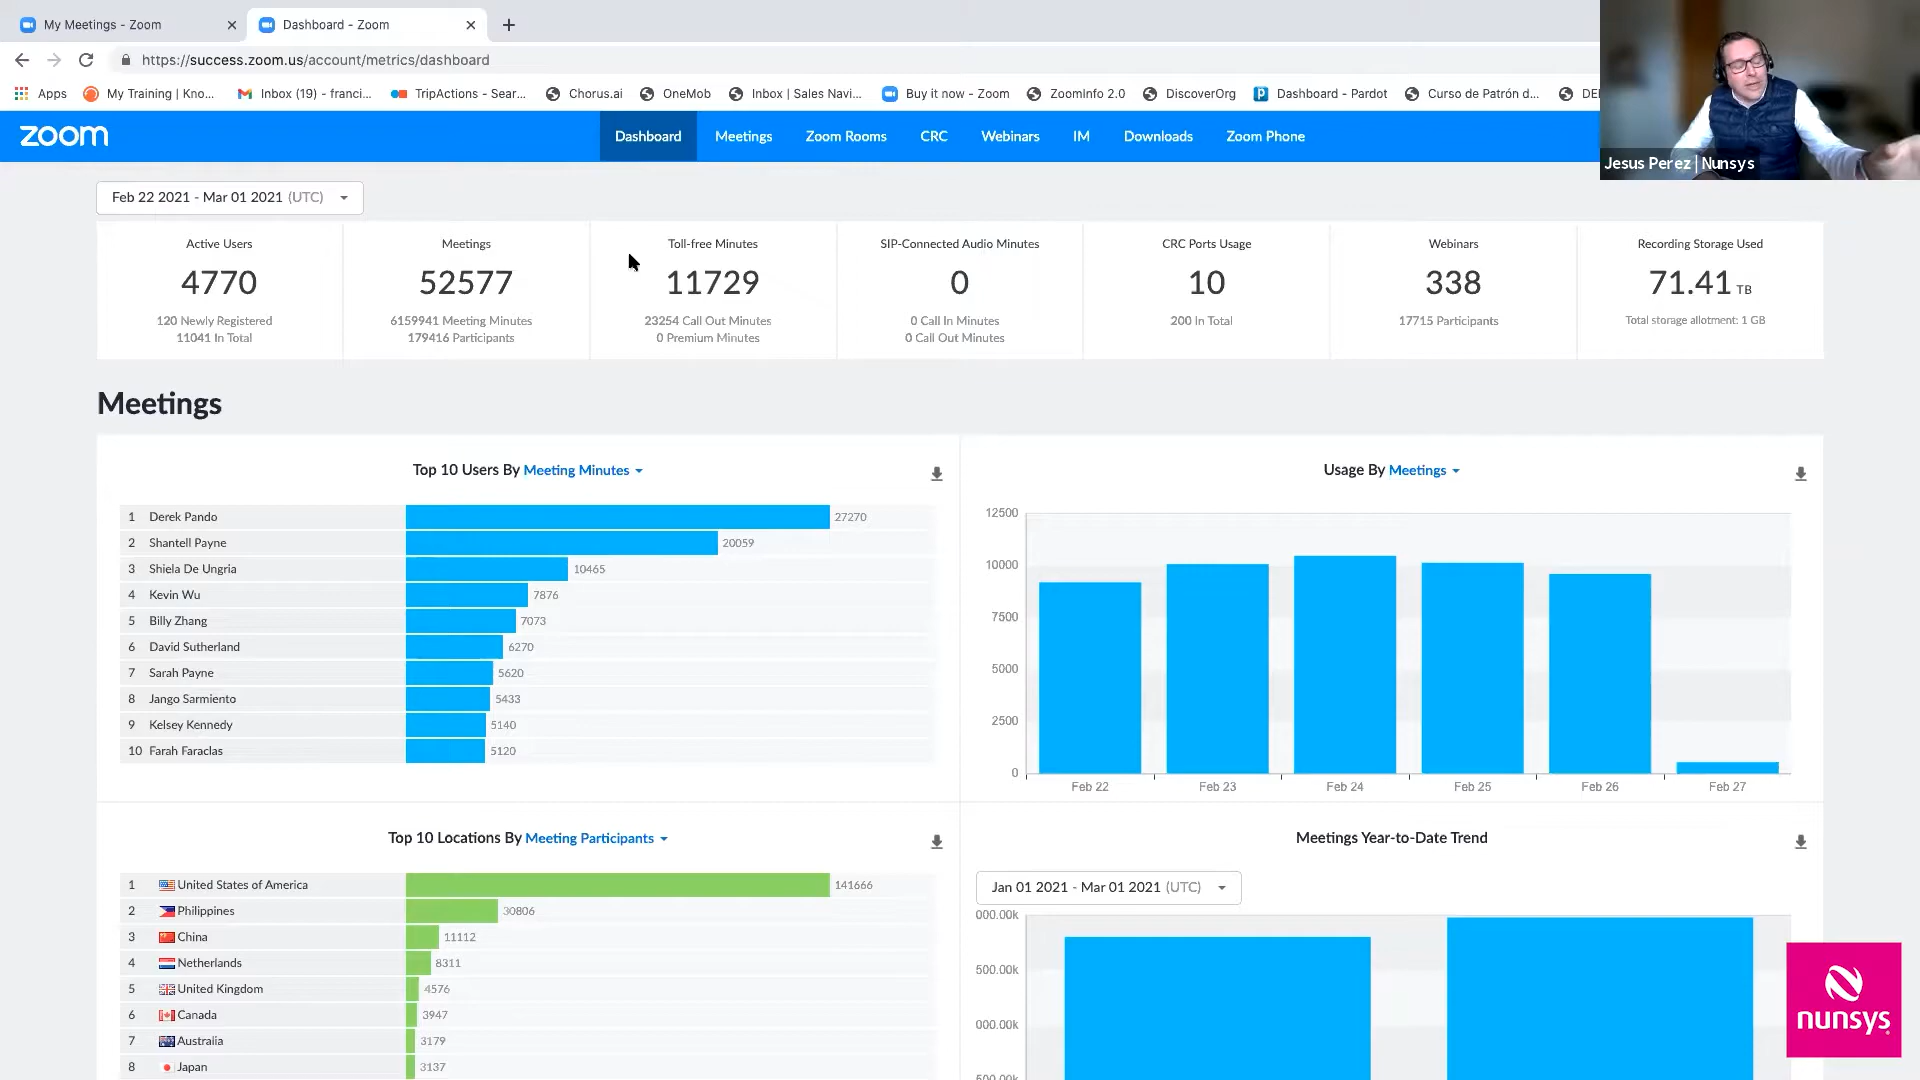 My Meetings - Zoom
Dashboard - Zoom
https://success.zoom.us/account/metrics/dashboard
Apps
My Training | Kno...
Inbox (19) - franci...
TripActions - Sear...
Chorus.ai
OneMob
Inbox | Sales Navi...
Buy it now - Zoom
ZoomInfo 2.0
DiscoverOrg
Dashboard - Pardot
Curso de Patrón d...
zoom
Dashboard
Meetings
Zoom Rooms
CRC
Webinars
IM
Downloads
Zoom Phone
Jesus Perez | Nunsys
Feb 22 2021 - Mar 01 2021 (UTC)
Active Users
4770
120 Newly Registered
11041 In Total
Meetings
52577
6159941 Meeting Minutes
179416 Participants
Toll-free Minutes
11729
23254 Call Out Minutes
0 Premium Minutes
SIP-Connected Audio Minutes
0
0 Call In Minutes
0 Call Out Minutes
CRC Ports Usage
10
200 In Total
Webinars
338
17715 Participants
Recording Storage Used
71.41 TB
Total storage allotment: 1 GB
Meetings
Top 10 Users By Meeting Minutes
1 Derek Pando 27270
2 Shantell Payne 20059
3 Shiela De Ungria 10465
4 Kevin Wu 7876
5 Billy Zhang 7073
6 David Sutherland 6270
7 Sarah Payne 5620
8 Jango Sarmiento 5433
9 Kelsey Kennedy 5140
10 Farah Faraclas 5120
Usage By Meetings
12500
10000
7500
5000
2500
0
Feb 22 Feb 23 Feb 24 Feb 25 Feb 26 Feb 27
Top 10 Locations By Meeting Participants
1 United States of America 141666
2 Philippines 30806
3 China 11112
4 Netherlands 8311
5 United Kingdom 4576
6 Canada 3947
7 Australia 3179
8 Japan 3137
Meetings Year-to-Date Trend
Jan 01 2021 - Mar 01 2021 (UTC)
000.00k
500.00k
000.00k
nunsys